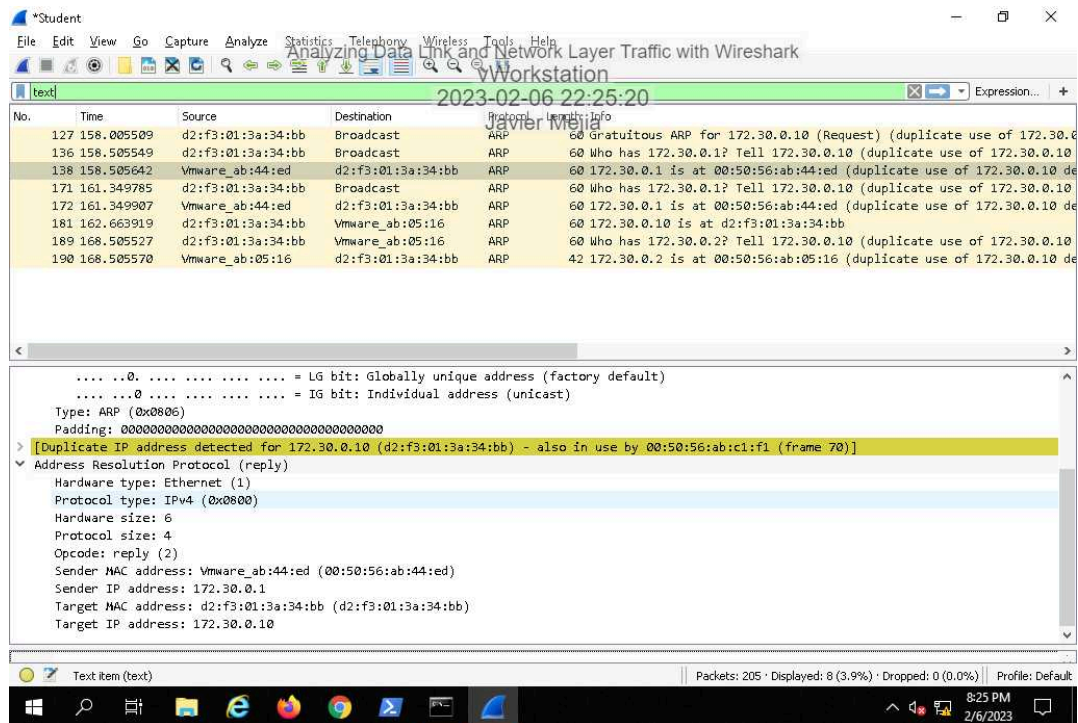 *Student
File Edit View Go Capture Analyze Statistics Telephony Wireless Tools Help
Analyzing Data Link and Network Layer Traffic with Wireshark
vWorkstation
2023-02-06 22:25:20
Javier Mejia
text
Expression... +
No. Time Source Destination Protocol Length Info
127 158.005509 d2:f3:01:3a:34:bb Broadcast ARP 60 Gratuitous ARP for 172.30.0.10 (Request) (duplicate use of 172.30.0
136 158.505549 d2:f3:01:3a:34:bb Broadcast ARP 60 Who has 172.30.0.1? Tell 172.30.0.10 (duplicate use of 172.30.0.10
138 158.505642 Vmware_ab:44:ed d2:f3:01:3a:34:bb ARP 60 172.30.0.1 is at 00:50:56:ab:44:ed (duplicate use of 172.30.0.10 de
171 161.349785 d2:f3:01:3a:34:bb Broadcast ARP 60 Who has 172.30.0.1? Tell 172.30.0.10 (duplicate use of 172.30.0.10
172 161.349907 Vmware_ab:44:ed d2:f3:01:3a:34:bb ARP 60 172.30.0.1 is at 00:50:56:ab:44:ed (duplicate use of 172.30.0.10 de
181 162.663919 d2:f3:01:3a:34:bb Vmware_ab:05:16 ARP 60 172.30.0.10 is at d2:f3:01:3a:34:bb
189 168.505527 d2:f3:01:3a:34:bb Vmware_ab:05:16 ARP 60 Who has 172.30.0.2? Tell 172.30.0.10 (duplicate use of 172.30.0.10
190 168.505570 Vmware_ab:05:16 d2:f3:01:3a:34:bb ARP 42 172.30.0.2 is at 00:50:56:ab:05:16 (duplicate use of 172.30.0.10 de
.... ..0. .... .... .... .... = LG bit: Globally unique address (factory default)
.... ...0 .... .... .... .... = IG bit: Individual address (unicast)
Type: ARP (0x0806)
Padding: 000000000000000000000000000000000000
[Duplicate IP address detected for 172.30.0.10 (d2:f3:01:3a:34:bb) - also in use by 00:50:56:ab:c1:f1 (frame 70)]
Address Resolution Protocol (reply)
Hardware type: Ethernet (1)
Protocol type: IPv4 (0x0800)
Hardware size: 6
Protocol size: 4
Opcode: reply (2)
Sender MAC address: Vmware_ab:44:ed (00:50:56:ab:44:ed)
Sender IP address: 172.30.0.1
Target MAC address: d2:f3:01:3a:34:bb (d2:f3:01:3a:34:bb)
Target IP address: 172.30.0.10
Text item (text) Packets: 205 · Displayed: 8 (3.9%) · Dropped: 0 (0.0%) Profile: Default
8:25 PM
2/6/2023